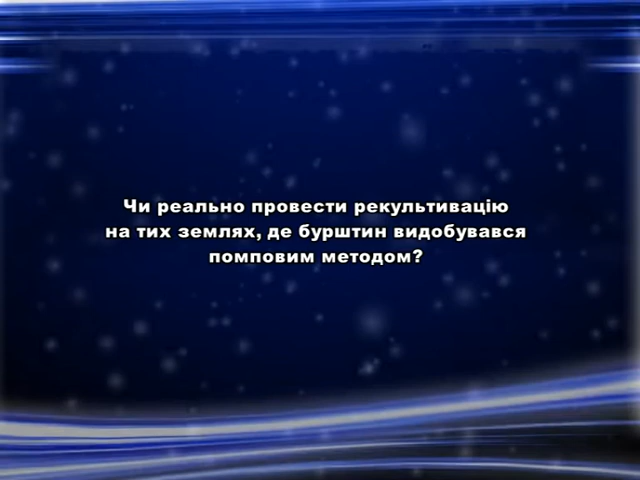 Чи реально провести рекультивацію
на тих землях, де бурштин видобувався
помповим методом?